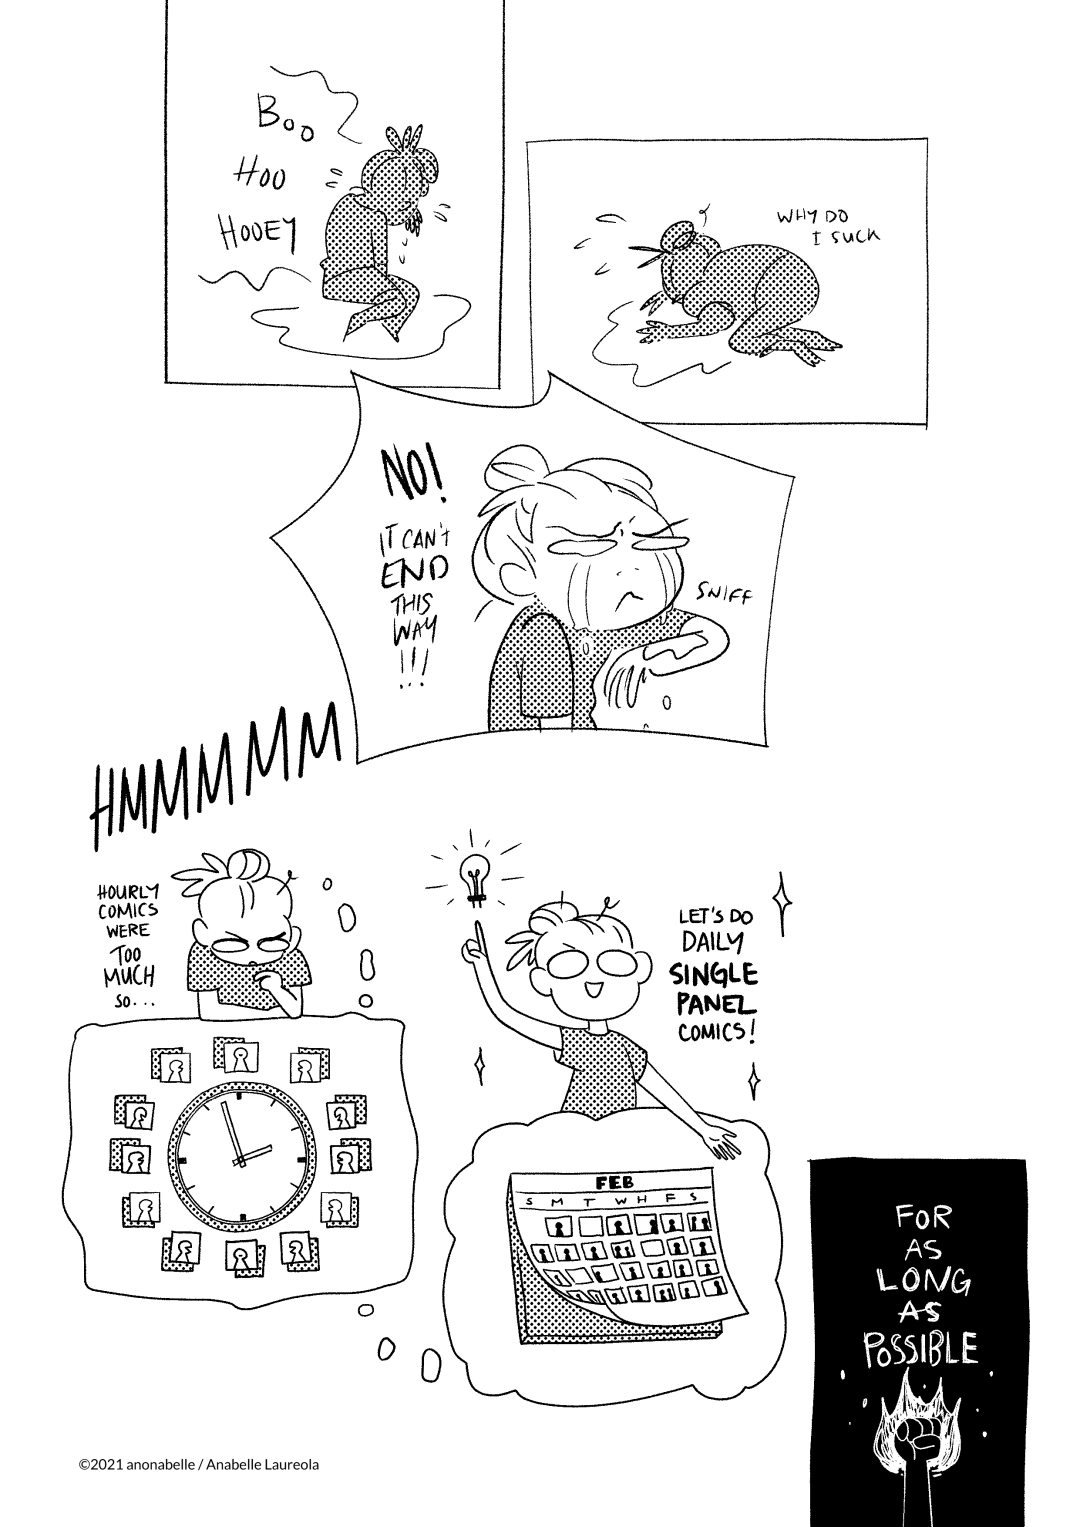 BOO
HOO
HOOEY
WHY DO
I SUCK
NO!
IT CAN'T
END
THIS
WAY
!!!
SNIFF
HMMMMM
HOURLY
COMICS
WERE
TOO
MUCH
SO...
LET'S DO
DAILY
SINGLE
PANEL
COMICS!
FEB
S M T W H F S
FOR
AS
LONG
AS
POSSIBLE
©2021 anonabelle / Anabelle Laureola